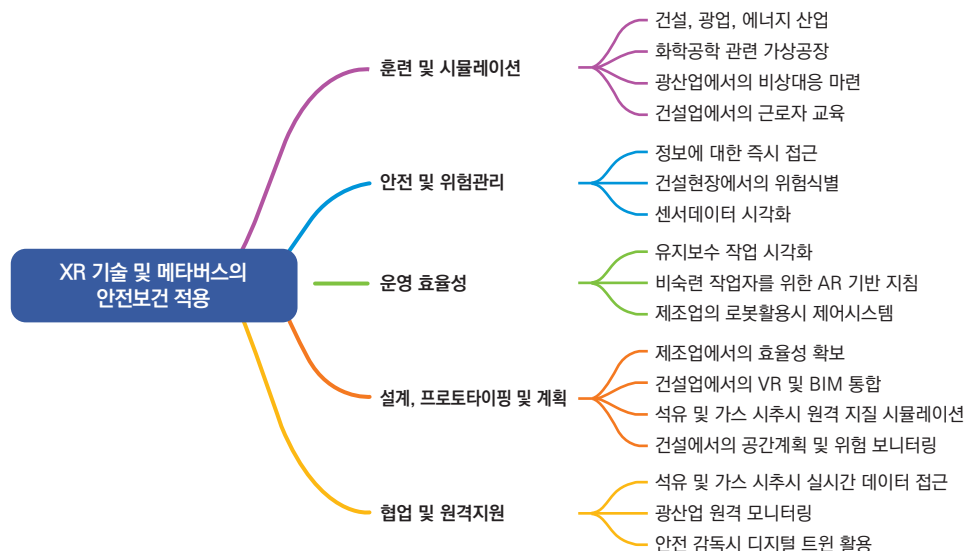 XR 기술 및 메타버스의
안전보건 적용
훈련 및 시뮬레이션
건설, 광업, 에너지 산업
화학공학 관련 가상공장
광산업에서의 비상대응 마련
건설업에서의 근로자 교육
안전 및 위험관리
정보에 대한 즉시 접근
건설현장에서의 위험식별
센서데이터 시각화
운영 효율성
유지보수 작업 시각화
비숙련 작업자를 위한 AR 기반 지침
제조업의 로봇활용시 제어시스템
설계, 프로토타이핑 및 계획
제조업에서의 효율성 확보
건설업에서의 VR 및 BIM 통합
석유 및 가스 시추시 원격 지질 시뮬레이션
건설에서의 공간계획 및 위험 보니터링
협업 및 원격지원
석유 및 가스 시추시 실시간 데이터 접근
광산업 원격 모니터링
안전 감독시 디지털 트윈 활용